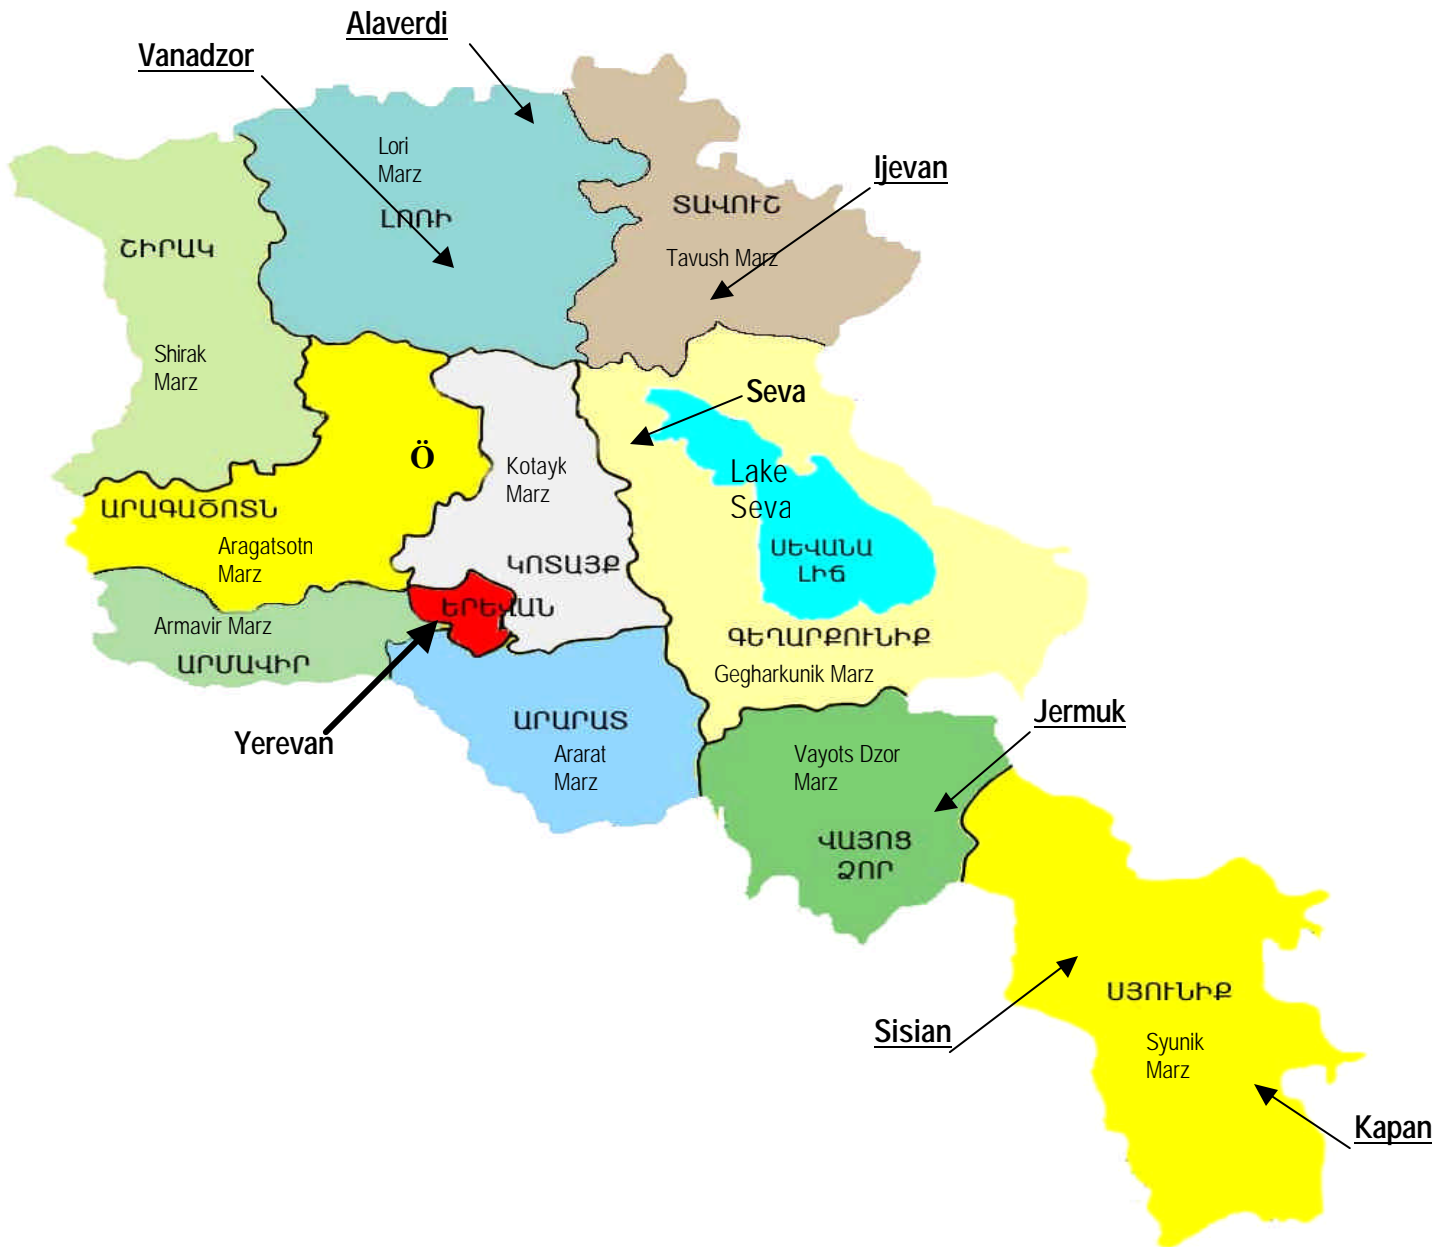 Alaverdi
Vanadzor
Lori
Marz
ԼՈՌԻ
Ijevan
ՏԱՎՈՒՇ
Tavush Marz
ՇԻՐԱԿ
Shirak
Marz
Seva
Ö
Kotayk
Marz
ԿՈՏԱՅՔ
Lake
Seva
ՍԵՎԱՆԱ
ԼԻՃ
ԱՐԱԳԱԾՈՏՆ
Aragatsotn
Marz
ԵՐԵՎԱՆ
Armavir Marz
ԱՐՄԱՎԻՐ
ԳԵՂԱՐՔՈՒՆԻՔ
Gegharkunik Marz
Yerevan
ԱՐԱՐԱՏ
Ararat
Marz
Jermuk
Vayots Dzor
Marz
ՎԱՅՈՑ
ՁՈՐ
Sisian
ՍՅՈՒՆԻՔ
Syunik
Marz
Kapan